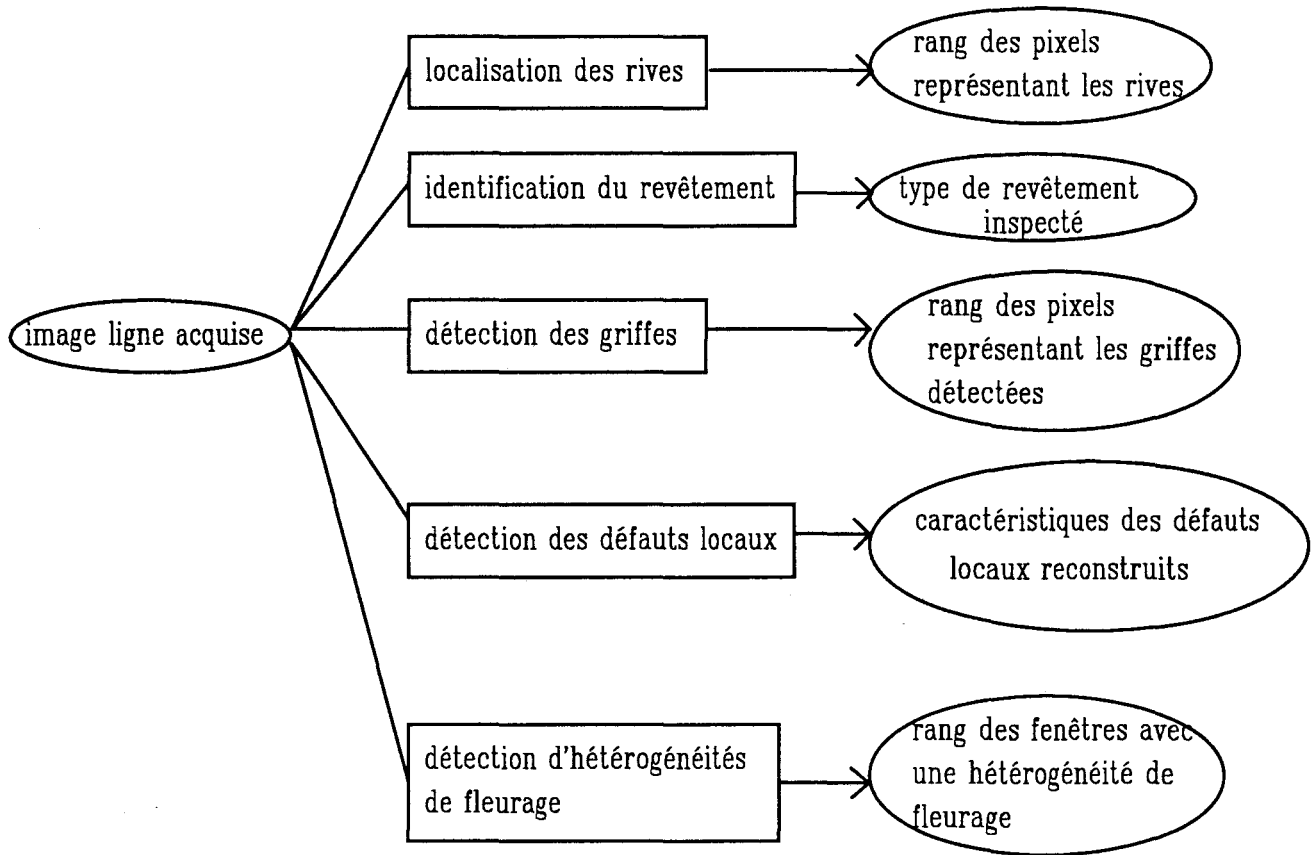 localisation des rives
rang des pixels
représentant les rives
identification du revêtement
type de revêtement
inspecté
image ligne acquise
détection des griffes
rang des pixels
représentant les griffes
détectées
détection des défauts locaux
caractéristiques des défauts
locaux reconstruits
détection d'hétérogénéités
de fleurage
rang des fenêtres avec
une hétérogénéité de
fleurage